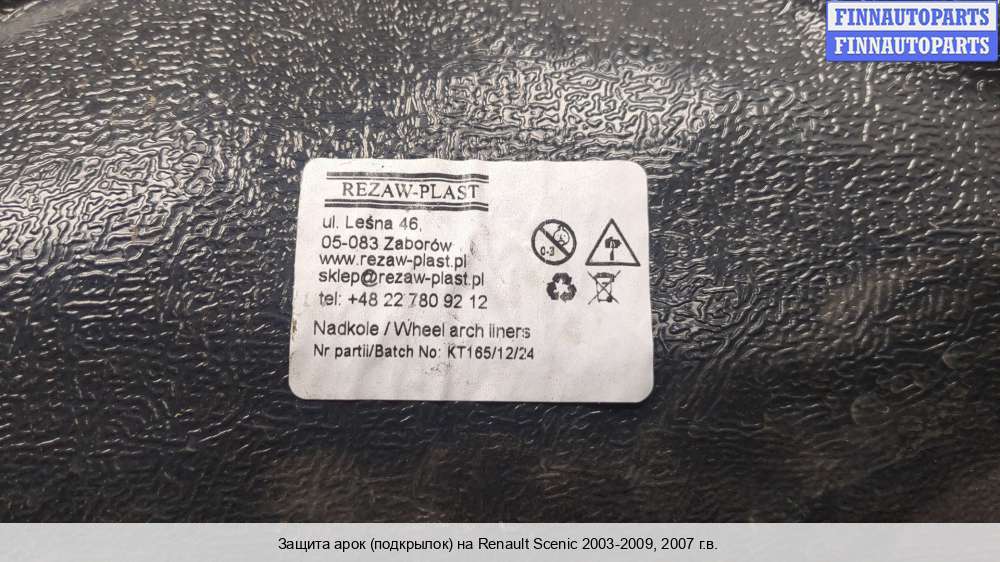 FINNAUTOPARTS
FINNAUTOPARTS
REZAW-PLAST
ul. Leśna 46,
05-083 Zaborów
www.rezaw-plast.pl
sklep@rezaw-plast.pl
tel: +48 22 780 92 12
0-3
Nadkole / Wheel arch liners
Nr partii/Batch No: KT165/12/24
Защита арок (подкрылок) на Renault Scenic 2003-2009, 2007 г.в.